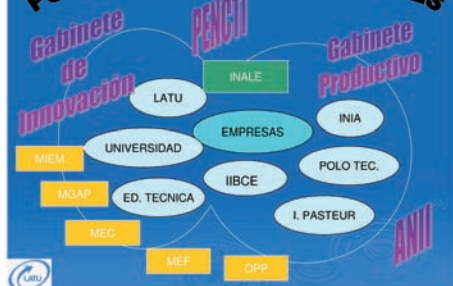 PENCTI
Gabinete
de
Innovación
Gabinete
Productivo
INALE
LATU
EMPRESAS
INIA
UNIVERSIDAD
MIEM
IIBCE
POLO TEC.
MGAP
ED. TECNICA
I. PASTEUR
MEC
ANII
MEF
OPP
LATU